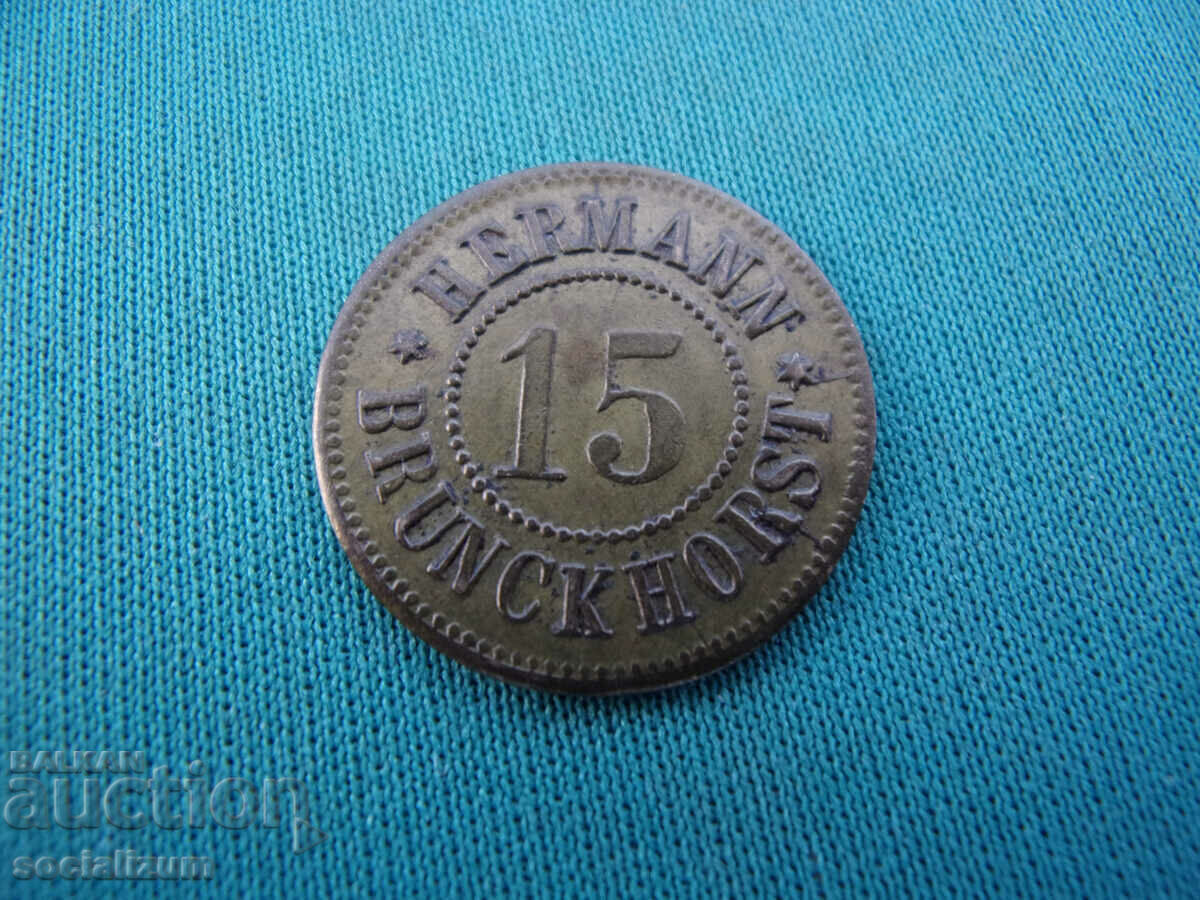 HERMANN
15
BRUNCKHORST
BALKAN
auction
socializum